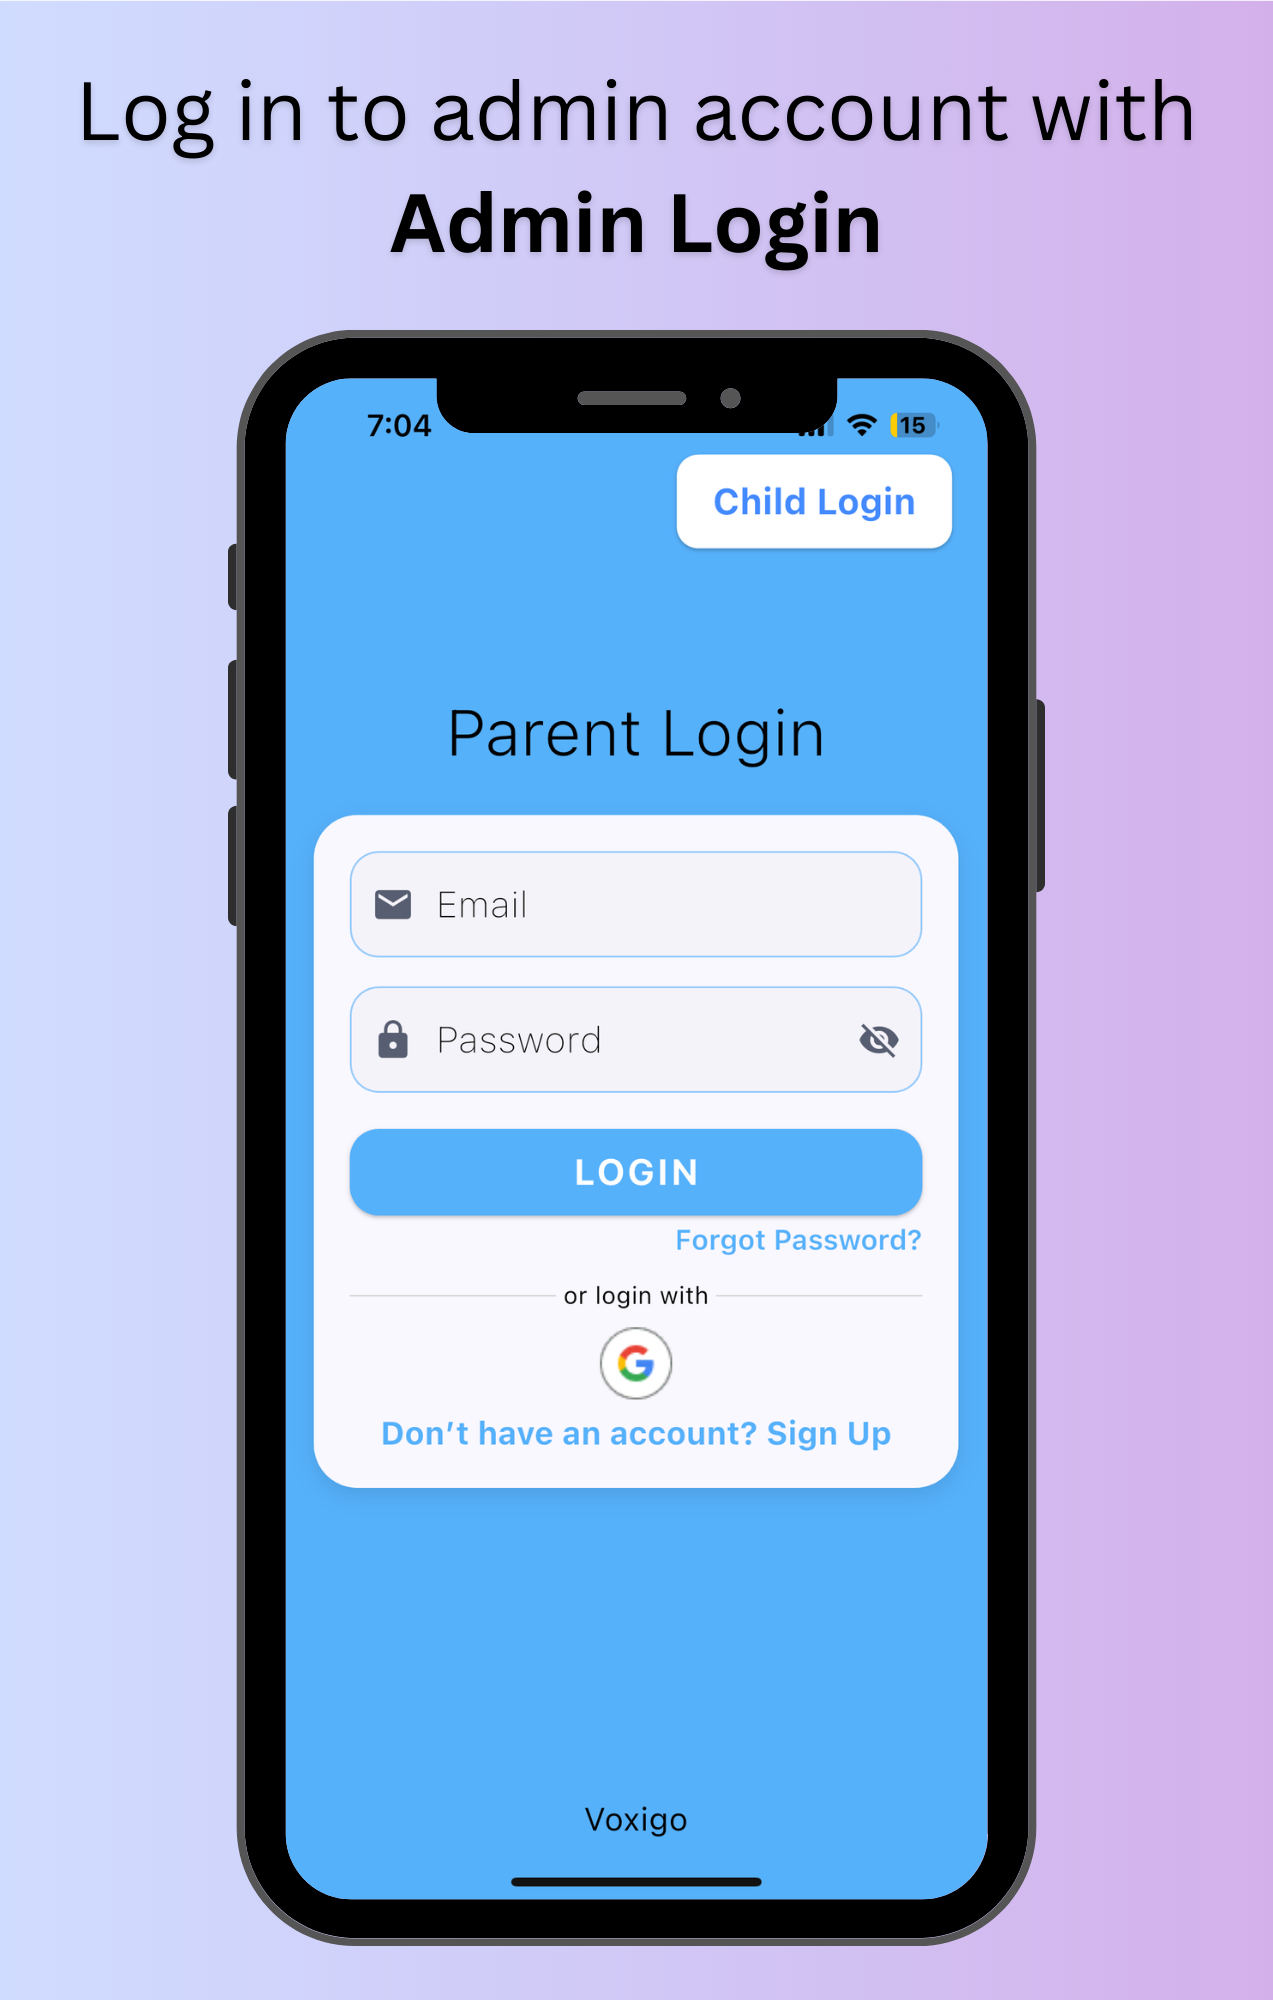 Log in to admin account with
Admin Login
7:04
15
Child Login
Parent Login
Email
Password
LOGIN
Forgot Password?
or login with
Don't have an account? Sign Up
Voxigo